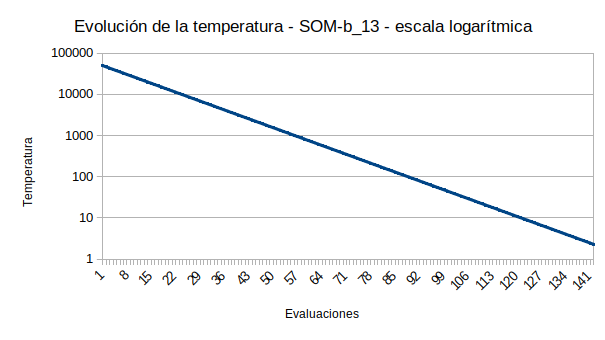 Evolución de la temperatura - SOM-b_13 - escala logarítmica
100000
10000
1000
100
10
1
Temperatura
1 8 15 22 29 36 43 50 57 64 71 78 85 92 99 106 113 120 127 134 141
Evaluaciones